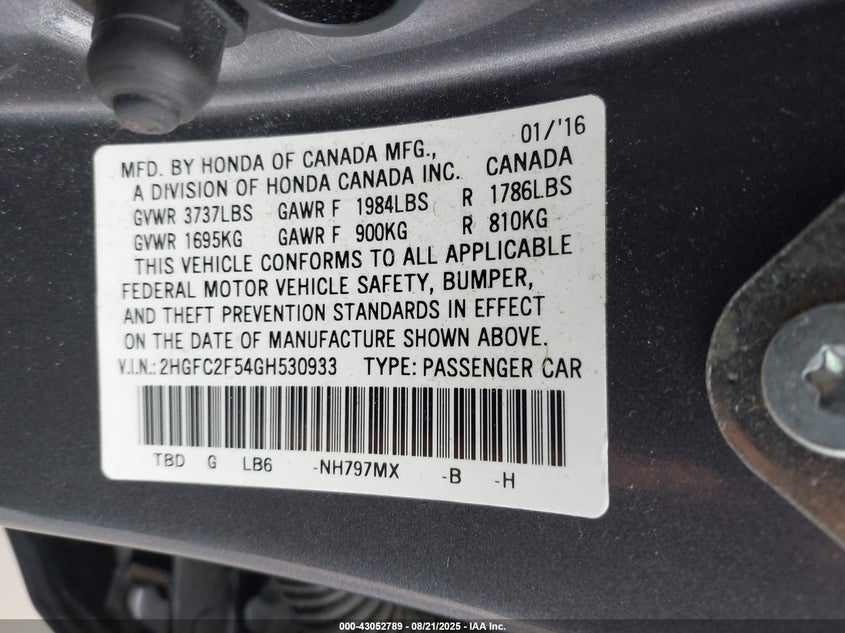 01/'16
MFD. BY HONDA OF CANADA MFG.,
A DIVISION OF HONDA CANADA INC. CANADA
GVWR 3737LBS GAWR F 1984LBS R 1786LBS
GVWR 1695KG GAWR F 900KG R 810KG
THIS VEHICLE CONFORMS TO ALL APPLICABLE
FEDERAL MOTOR VEHICLE SAFETY, BUMPER,
AND THEFT PREVENTION STANDARDS IN EFFECT
ON THE DATE OF MANUFACTURE SHOWN ABOVE.
V.I.N.: 2HGFC2F54GH530933 TYPE: PASSENGER CAR
TBD G LB6 -NH797MX -B -H
000-43052789 - 08/21/2025 - IAA Inc.